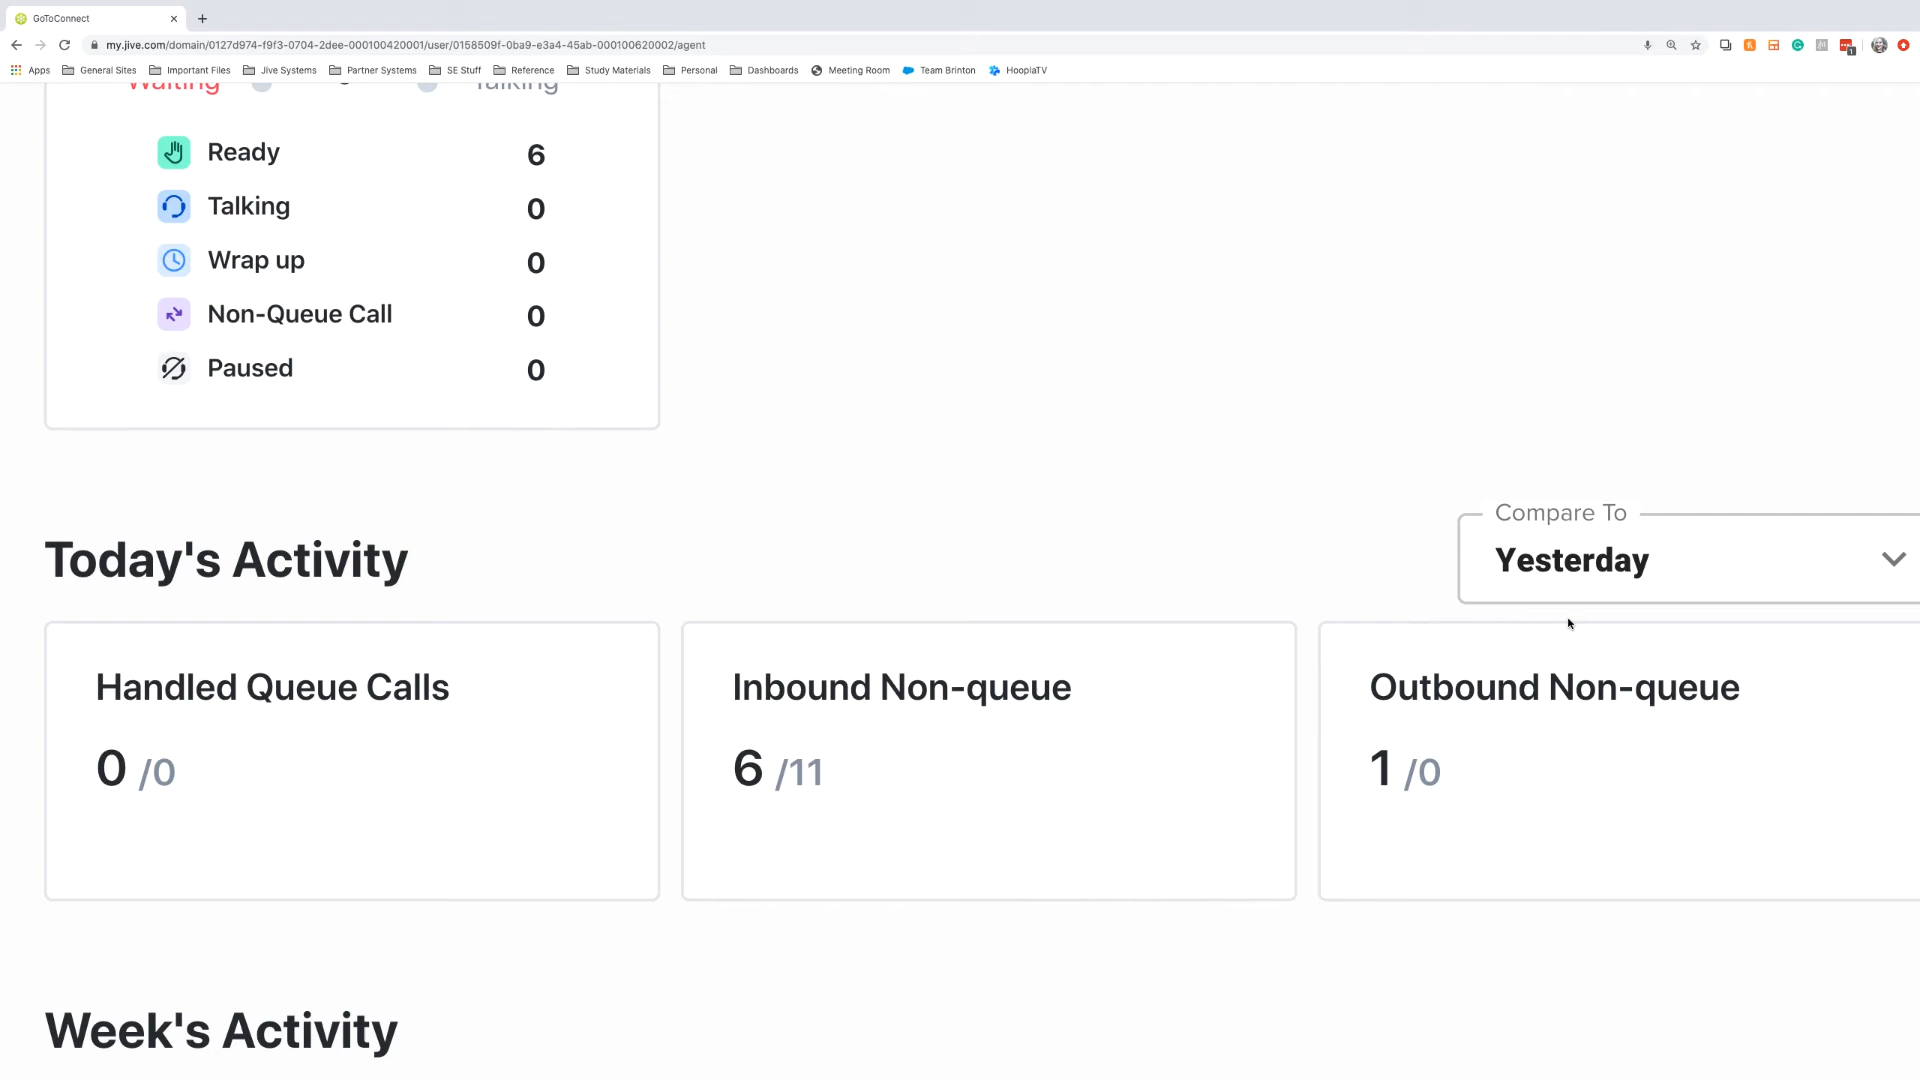 GoToConnect
my.jive.com/domain/0127d974-f9f3-0704-2dee-000100420001/user/0158509f-0ba9-e3a4-45ab-000100620002/agent
Apps General Sites Important Files Jive Systems Partner Systems SE Stuff Reference Study Materials Personal Dashboards Meeting Room Team Brinton HooplaTV
Waiting Talking
Ready 6
Talking 0
Wrap up 0
Non-Queue Call 0
Paused 0
Compare To
Today's Activity Yesterday
Handled Queue Calls Inbound Non-queue Outbound Non-queue
0 /0 6 /11 1 /0
Week's Activity